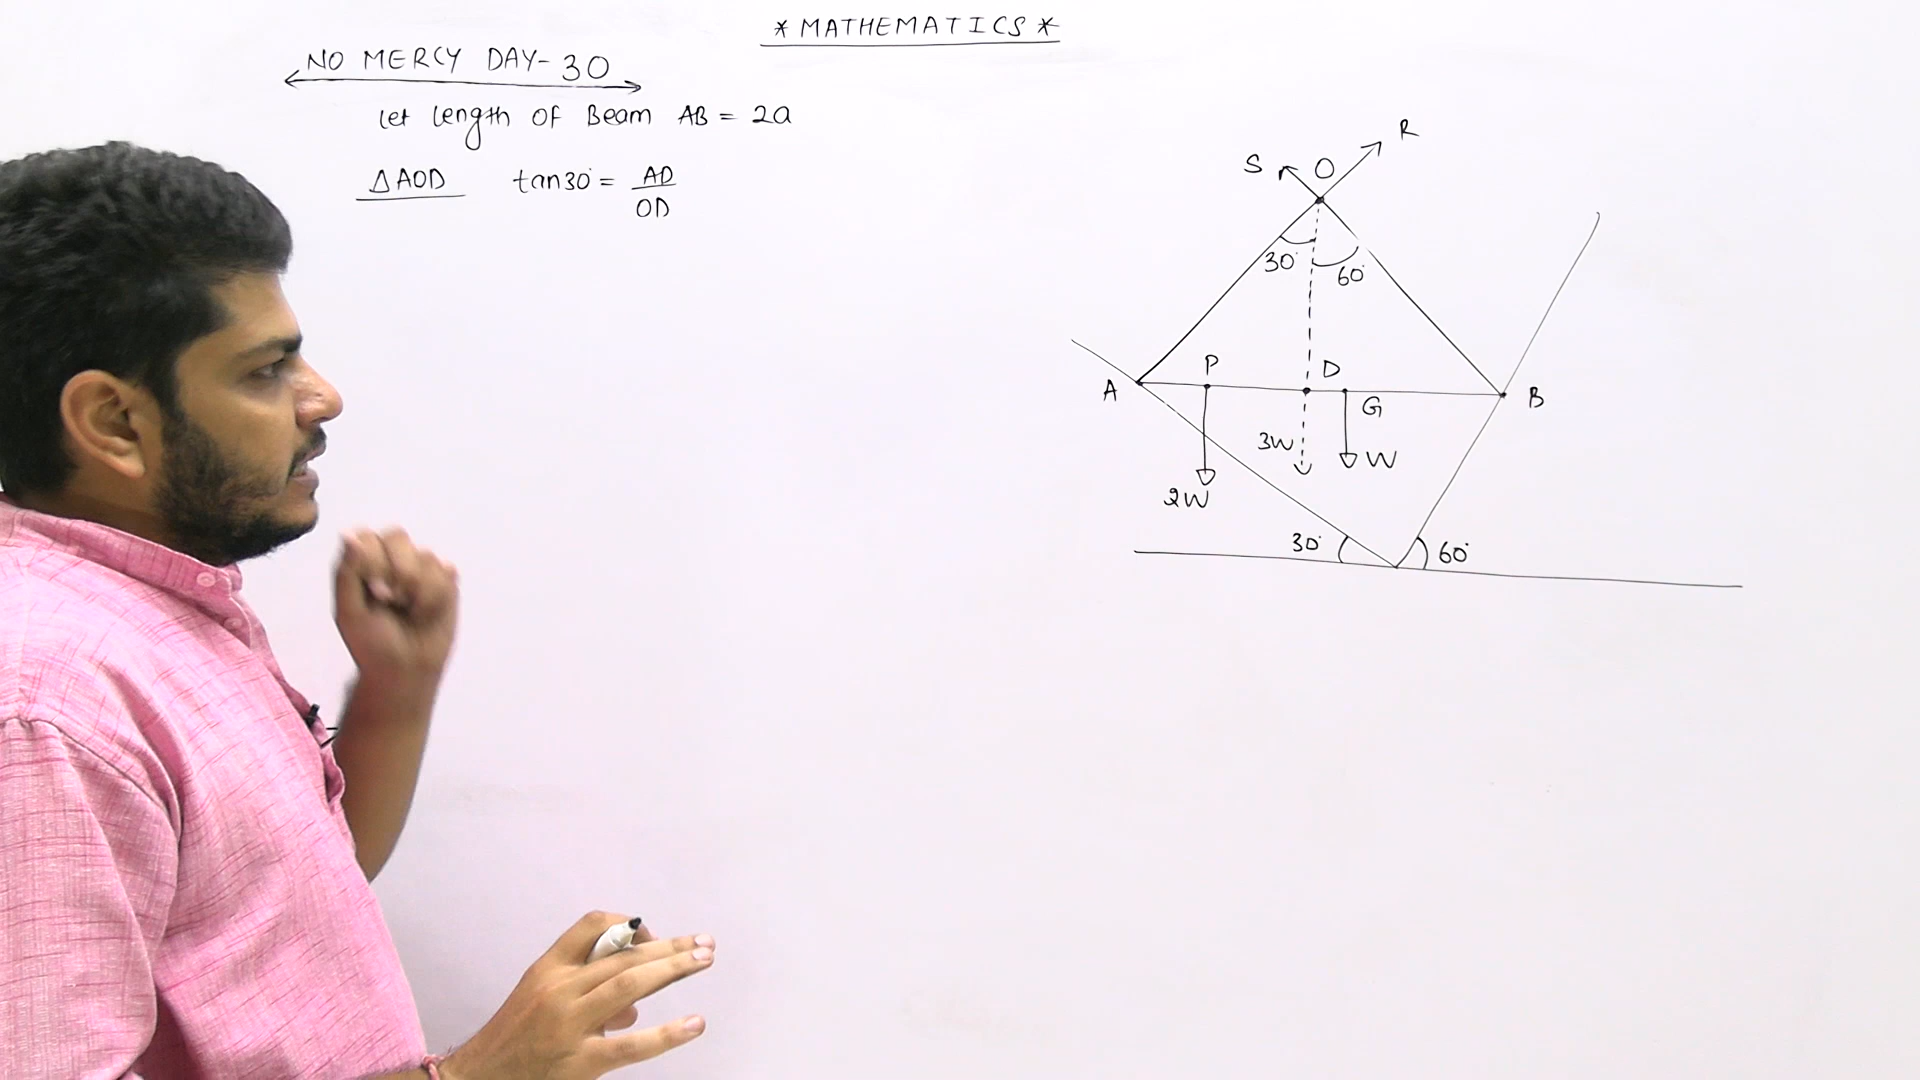 * MATHEMATICS *
NO MERCY DAY-30
Let length OF Beam AB = 2a
ΔAOD tan30° = AD/OD
R
S O
30° 60°
A P D B
G
3W W
2W
30° 60°